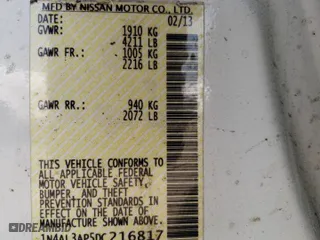 MFD BY NISSAN MOTOR CO., LTD.
DATE: 02/13
GVWR: 1910 KG
4211 LB
GAWR FR.: 1005 KG
2216 LB
GAWR RR.: 940 KG
2072 LB
THIS VEHICLE CONFORMS TO
ALL APPLICABLE FEDERAL
MOTOR VEHICLE SAFETY,
BUMPER, AND THEFT
PREVENTION STANDARDS IN
EFFECT ON THE DATE OF
MANUFACTURE SHOWN ABOVE.
1N4AL3AP5DC216817
DIDBID.COM